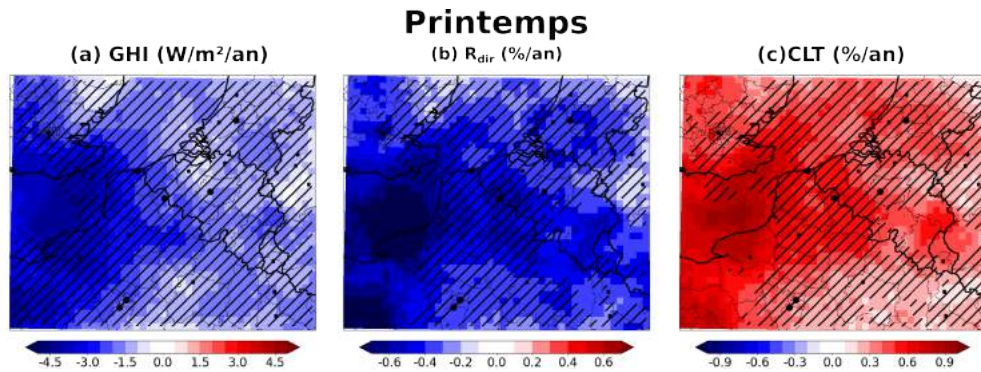 Printemps
(a) GHI (W/m²/an)
(b) R_dir (%/an)
(c)CLT (%/an)
-4.5 -3.0 -1.5 0.0 1.5 3.0 4.5
-0.6 -0.4 -0.2 0.0 0.2 0.4 0.6
-0.9 -0.6 -0.3 0.0 0.3 0.6 0.9